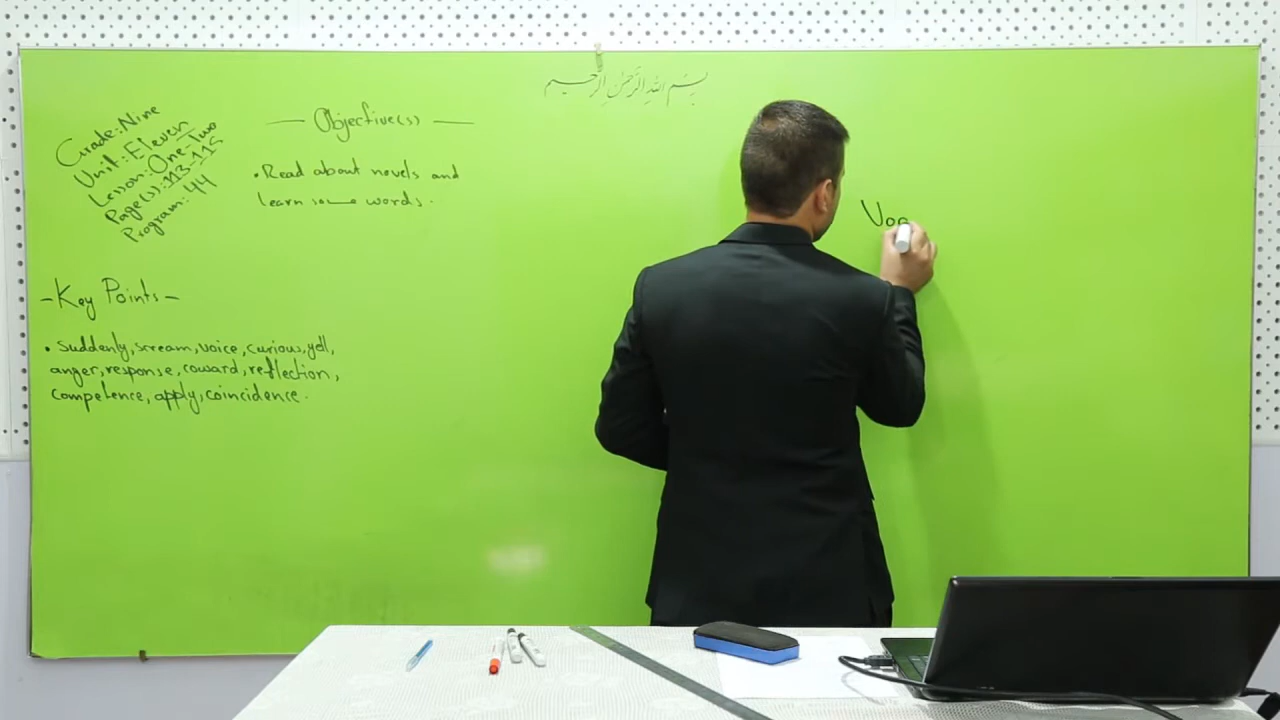 بسم الله الرحمن الرحیم
Grade: Nine
Unit: Eleven
Lesson: One-Two
Page(s): 113-115
Program: 44
— Objective(s) —
• Read about novels and
learn some words.
- Key Points -
• Suddenly, scream, voice, curious, yell,
anger, response, coward, reflection,
competence, apply, coincidence.
Voc